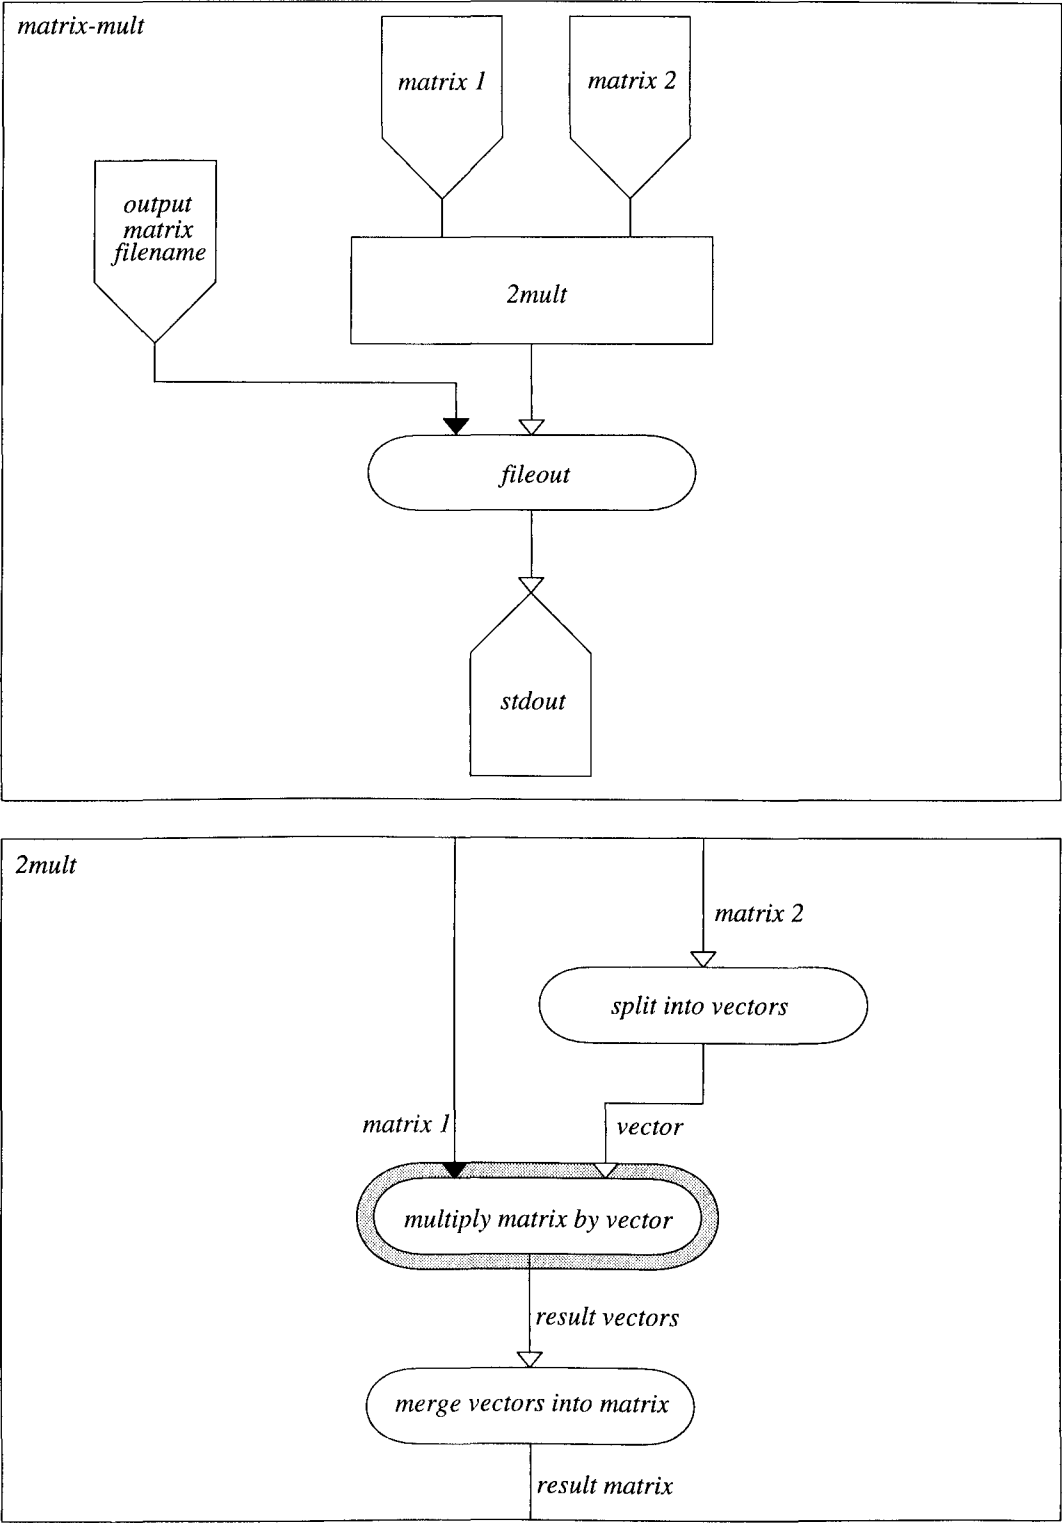 matrix-mult
matrix 1
matrix 2
output
matrix
filename
2mult
fileout
stdout
2mult
matrix 2
split into vectors
matrix 1
vector
multiply matrix by vector
result vectors
merge vectors into matrix
result matrix